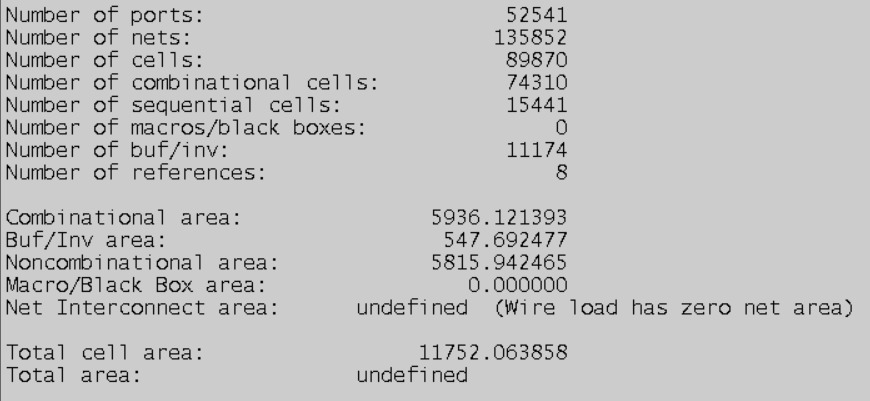 Number of ports: 52541
Number of nets: 135852
Number of cells: 89870
Number of combinational cells: 74310
Number of sequential cells: 15441
Number of macros/black boxes: 0
Number of buf/inv: 11174
Number of references: 8
Combinational area: 5936.121393
Buf/Inv area: 547.692477
Noncombinational area: 5815.942465
Macro/Black Box area: 0.000000
Net Interconnect area: undefined (Wire load has zero net area)
Total cell area: 11752.063858
Total area: undefined